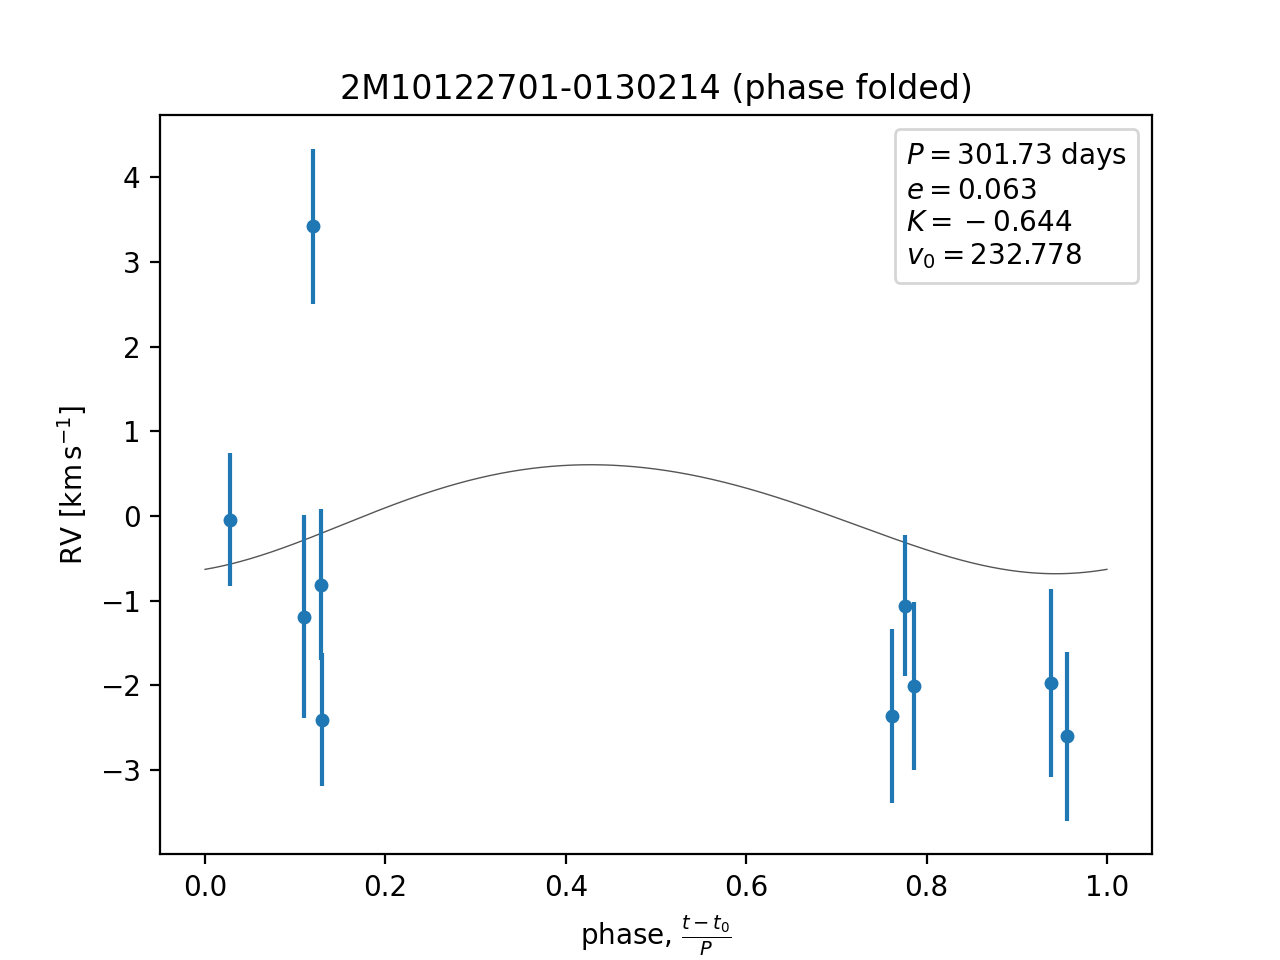 2M10122701-0130214 (phase folded)
P = 301.73 days
e = 0.063
K = −0.644
v₀ = 232.778
RV [km s⁻¹]
4
3
2
1
0
−1
−2
−3
0.0 0.2 0.4 0.6 0.8 1.0
phase, (t − t₀)/P